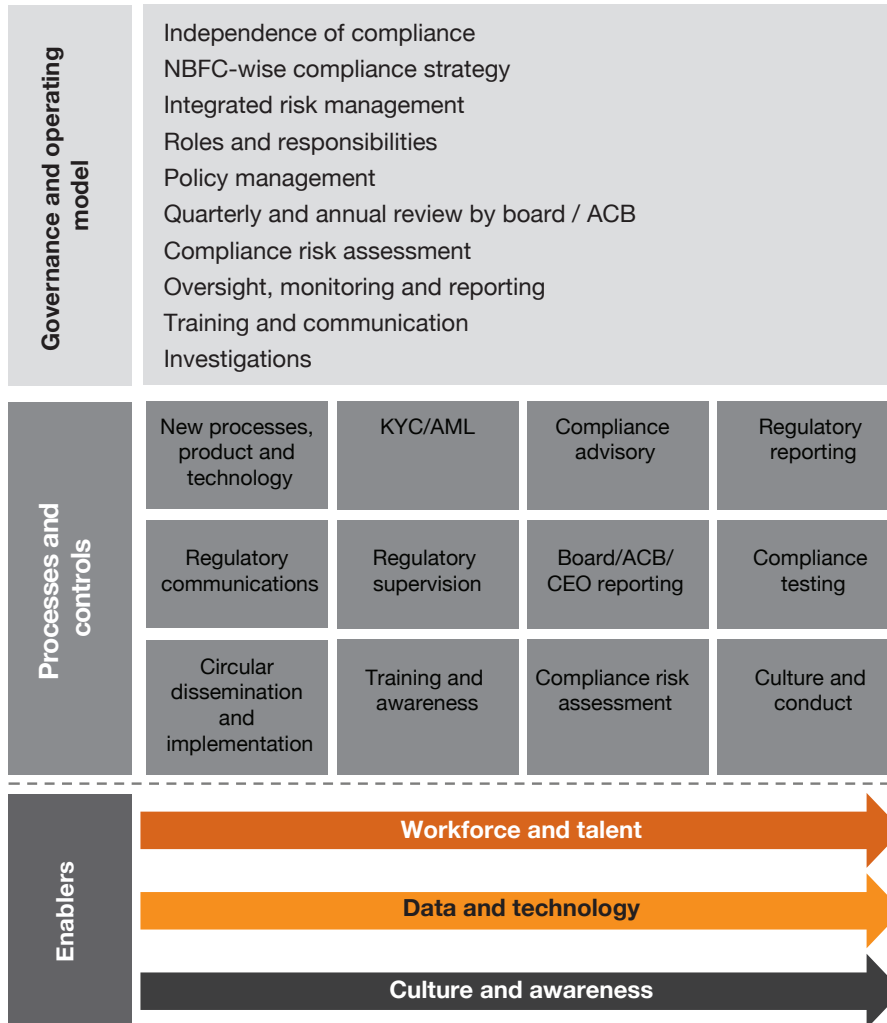 Governance and operating
model
Independence of compliance
NBFC-wise compliance strategy
Integrated risk management
Roles and responsibilities
Policy management
Quarterly and annual review by board / ACB
Compliance risk assessment
Oversight, monitoring and reporting
Training and communication
Investigations
Processes and
controls
New processes,
product and
technology
KYC/AML
Compliance
advisory
Regulatory
reporting
Regulatory
communications
Regulatory
supervision
Board/ACB/
CEO reporting
Compliance
testing
Circular
dissemination
and
implementation
Training and
awareness
Compliance risk
assessment
Culture and
conduct
Enablers
Workforce and talent
Data and technology
Culture and awareness